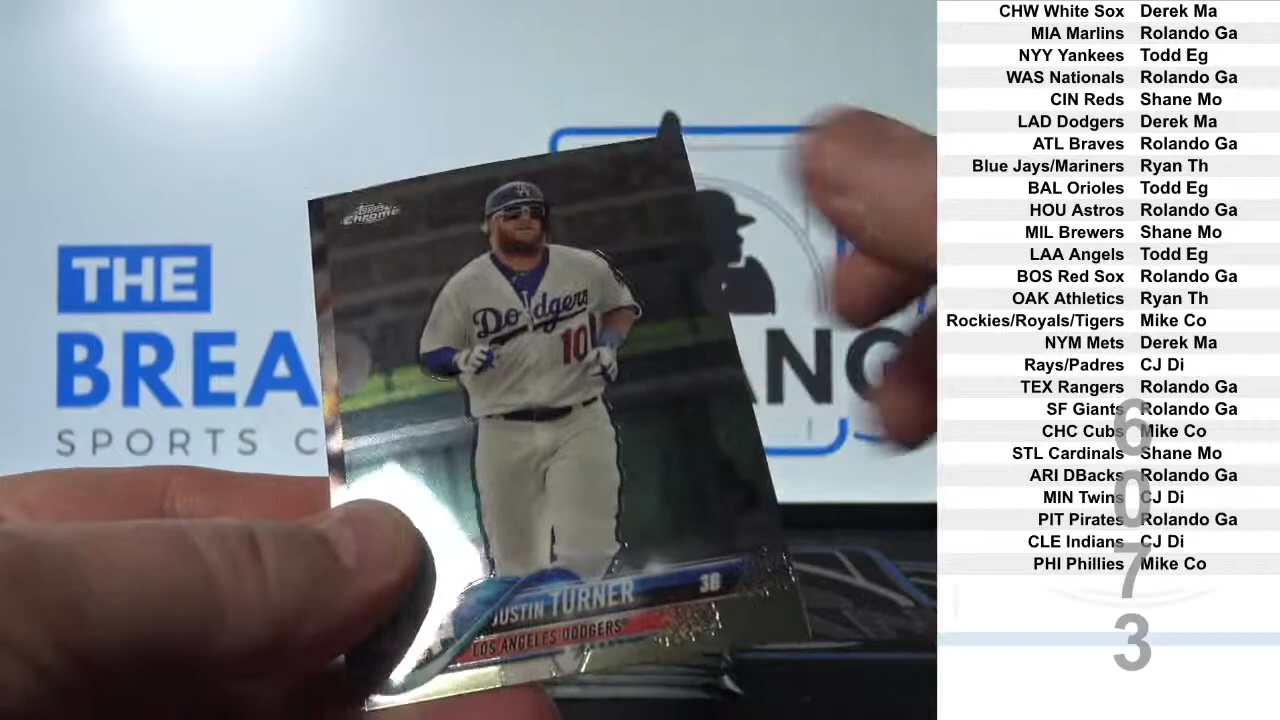 THE
BREA
SPORTS C
ANC
Topps
Chrome
Dodgers
10
JUSTIN TURNER 3B
LOS ANGELES DODGERS
CHW White Sox Derek Ma
MIA Marlins Rolando Ga
NYY Yankees Todd Eg
WAS Nationals Rolando Ga
CIN Reds Shane Mo
LAD Dodgers Derek Ma
ATL Braves Rolando Ga
Blue Jays/Mariners Ryan Th
BAL Orioles Todd Eg
HOU Astros Rolando Ga
MIL Brewers Shane Mo
LAA Angels Todd Eg
BOS Red Sox Rolando Ga
OAK Athletics Ryan Th
Rockies/Royals/Tigers Mike Co
NYM Mets Derek Ma
Rays/Padres CJ Di
TEX Rangers Rolando Ga
SF Giants Rolando Ga
CHC Cubs Mike Co
STL Cardinals Shane Mo
ARI DBacks Rolando Ga
MIN Twins CJ Di
PIT Pirates Rolando Ga
CLE Indians CJ Di
PHI Phillies Mike Co
6
0
7
3